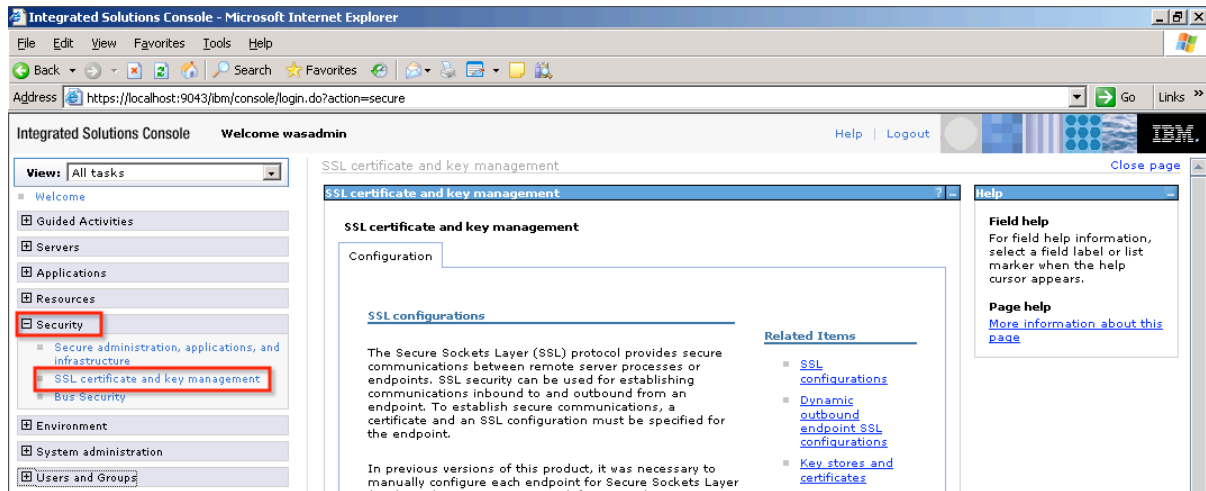 Integrated Solutions Console - Microsoft Internet Explorer
File Edit View Favorites Tools Help
Back Search Favorites
Address https://localhost:9043/ibm/console/login.do?action=secure Go Links »
Integrated Solutions Console Welcome wasadmin Help | Logout IBM.
View: All tasks
Welcome
Guided Activities
Servers
Applications
Resources
Security
Secure administration, applications, and
infrastructure
SSL certificate and key management
Bus Security
Environment
System administration
Users and Groups
SSL certificate and key management Close page
SSL certificate and key management ? -
SSL certificate and key management
Configuration
SSL configurations
The Secure Sockets Layer (SSL) protocol provides secure
communications between remote server processes or
endpoints. SSL security can be used for establishing
communications inbound to and outbound from an
endpoint. To establish secure communications, a
certificate and an SSL configuration must be specified for
the endpoint.
In previous versions of this product, it was necessary to
manually configure each endpoint for Secure Sockets Layer
Related Items
SSL
configurations
Dynamic
outbound
endpoint SSL
configurations
Key stores and
certificates
Help -
Field help
For field help information,
select a field label or list
marker when the help
cursor appears.
Page help
More information about this
page